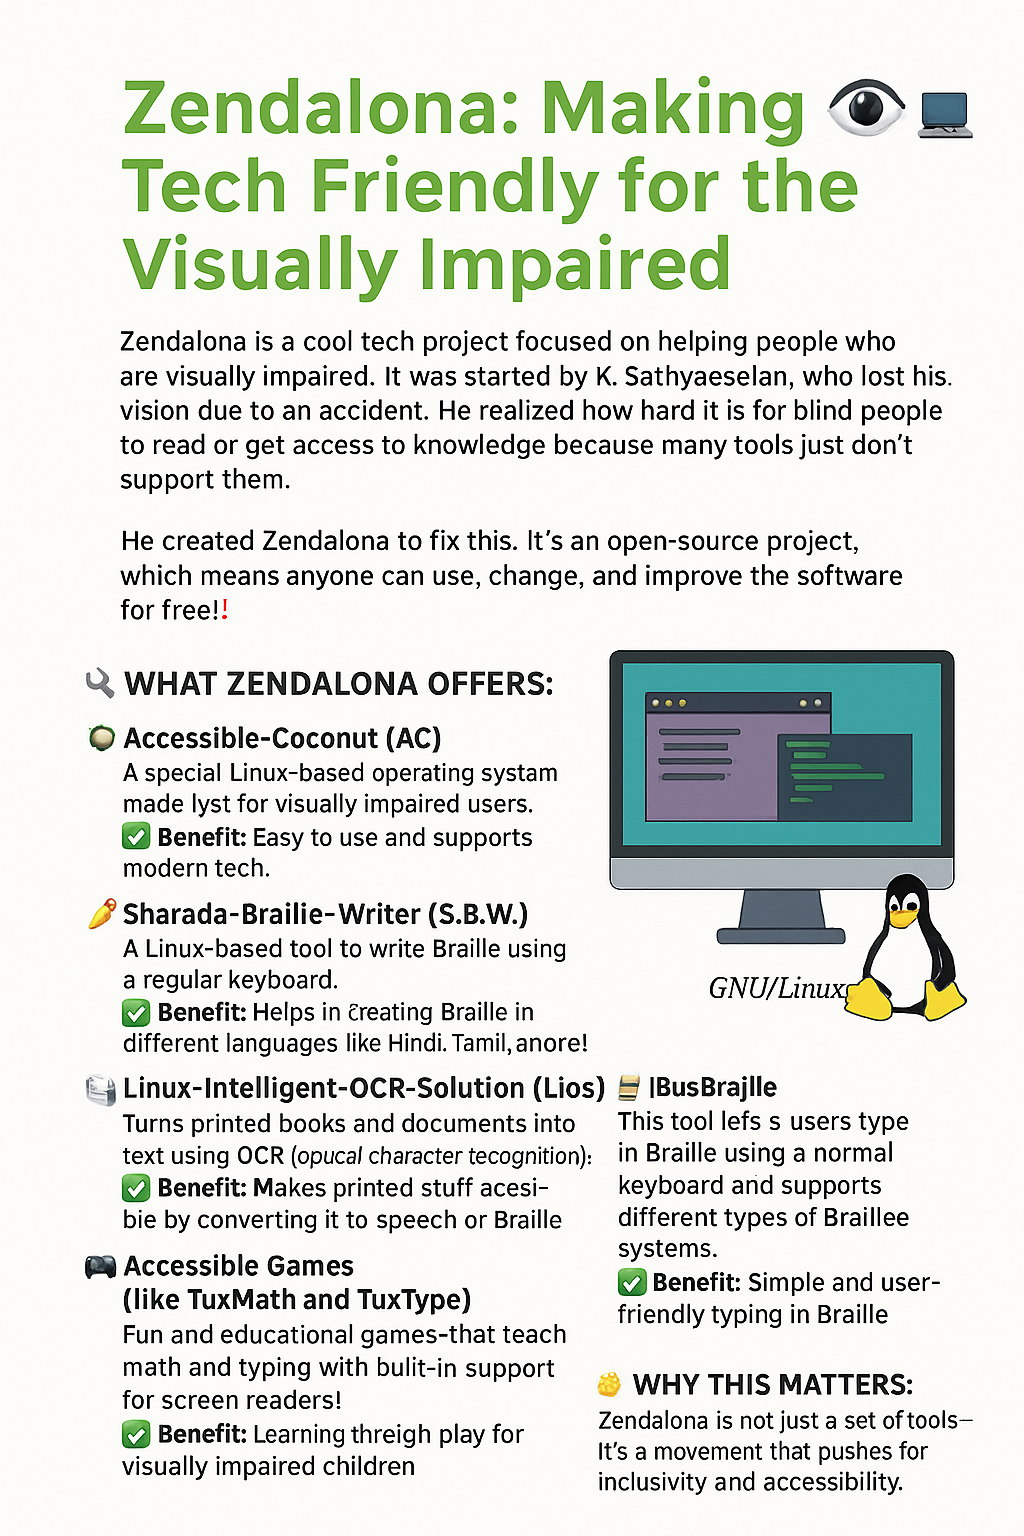 Zendalona: Making
Tech Friendly for the
Visually Impaired
Zendalona is a cool tech project focused on helping people who
are visually impaired. It was started by K. Sathyaeselan, who lost his.
vision due to an accident. He realized how hard it is for blind people
to read or get access to knowledge because many tools just don't
support them.
He created Zendalona to fix this. It's an open-source project,
which means anyone can use, change, and improve the software
for free!!
WHAT ZENDALONA OFFERS:
Accessible-Coconut (AC)
A special Linux-based operating systam
made lyst for visually impaired users.
Benefit: Easy to use and supports
modern tech.
Sharada-Brailie-Writer (S.B.W.)
A Linux-based tool to write Braille using
a regular keyboard.
Benefit: Helps in creating Braille in
different languages like Hindi. Tamil, anore!
Linux-Intelligent-OCR-Solution (Lios)
Turns printed books and documents into
text using OCR (opucal character tecognition):
Benefit: Makes printed stuff acesi-
bie by converting it to speech or Braille
Accessible Games
(like TuxMath and TuxType)
Fun and educational games-that teach
math and typing with bulit-in support
for screen readers!
Benefit: Learning threigh play for
visually impaired children
GNU/Linux
IBusBrajlle
This tool lefs s users type
in Braille using a normal
keyboard and supports
different types of Braillee
systems.
Benefit: Simple and user-
friendly typing in Braille
WHY THIS MATTERS:
Zendalona is not just a set of tools—
It's a movement that pushes for
inclusivity and accessibility.